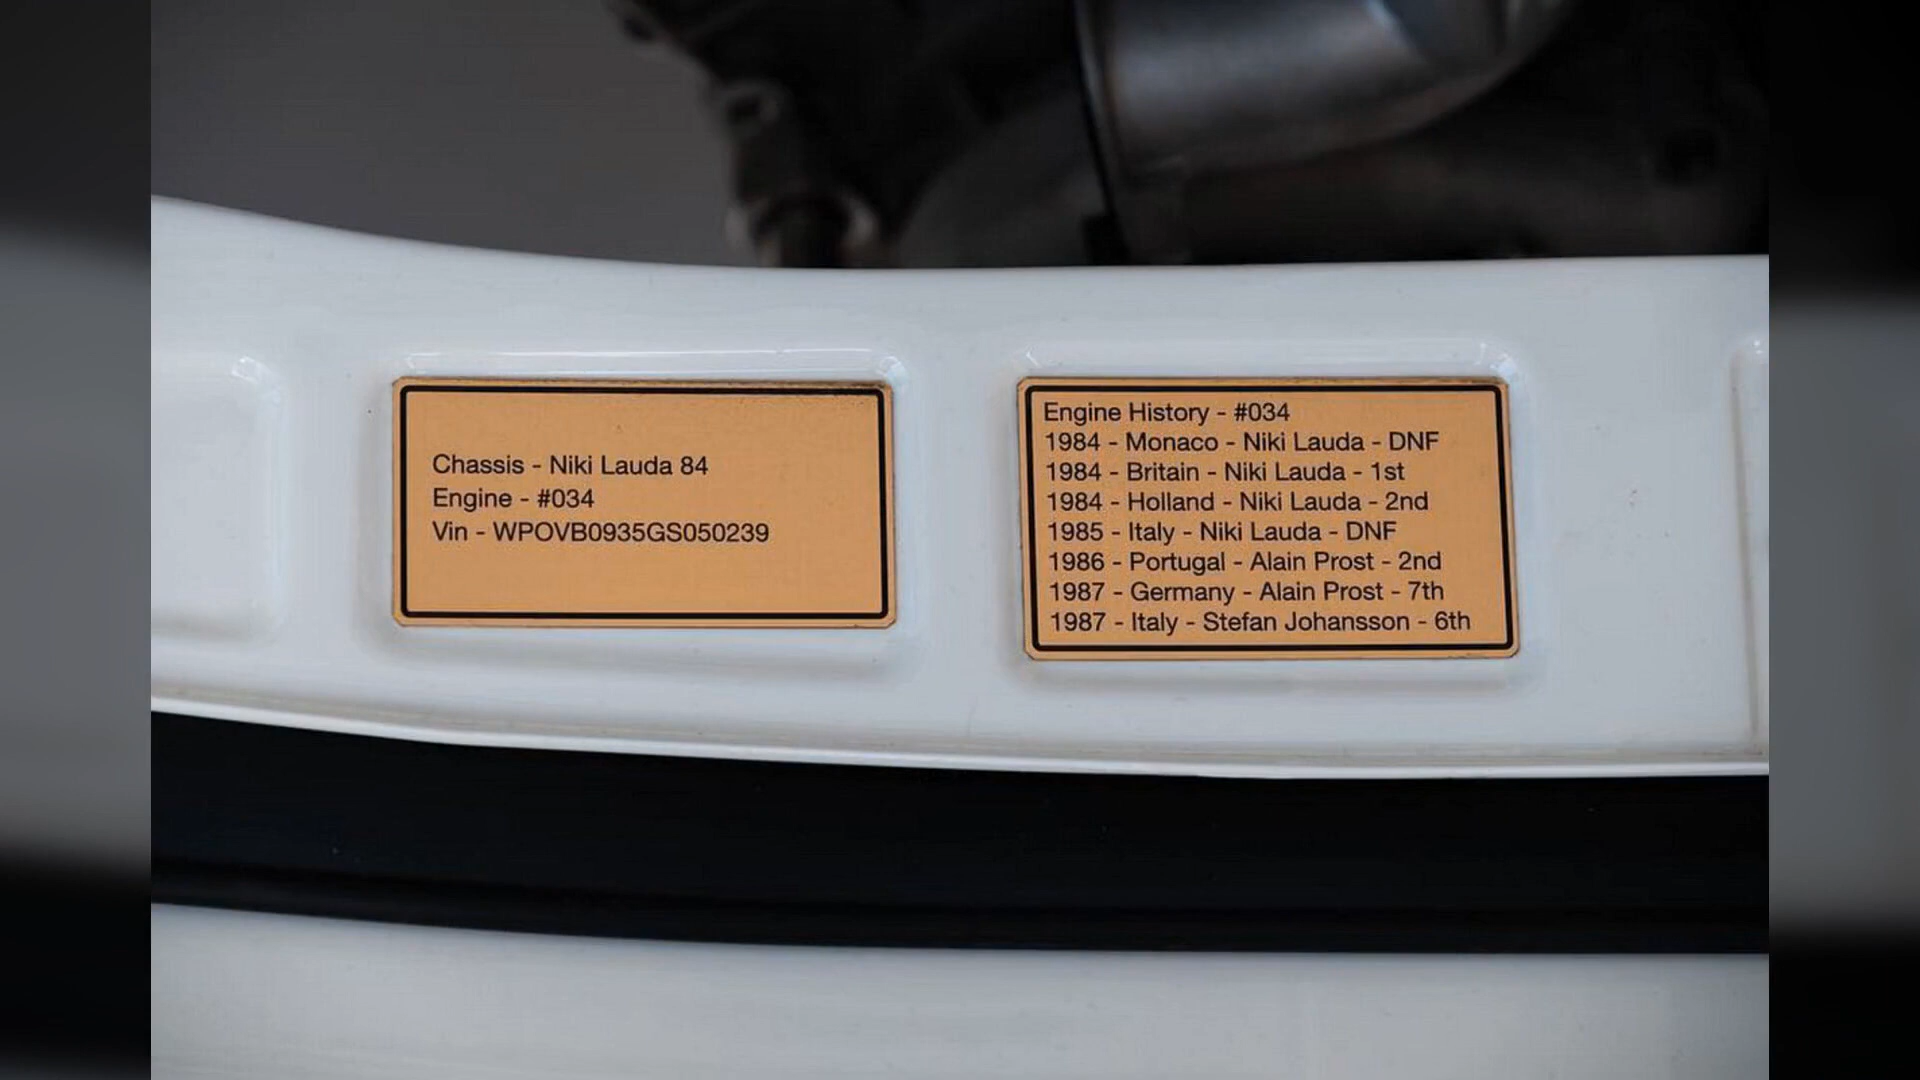 Chassis - Niki Lauda 84
Engine - #034
Vin - WPOVB0935GS050239
Engine History - #034
1984 - Monaco - Niki Lauda - DNF
1984 - Britain - Niki Lauda - 1st
1984 - Holland - Niki Lauda - 2nd
1985 - Italy - Niki Lauda - DNF
1986 - Portugal - Alain Prost - 2nd
1987 - Germany - Alain Prost - 7th
1987 - Italy - Stefan Johansson - 6th